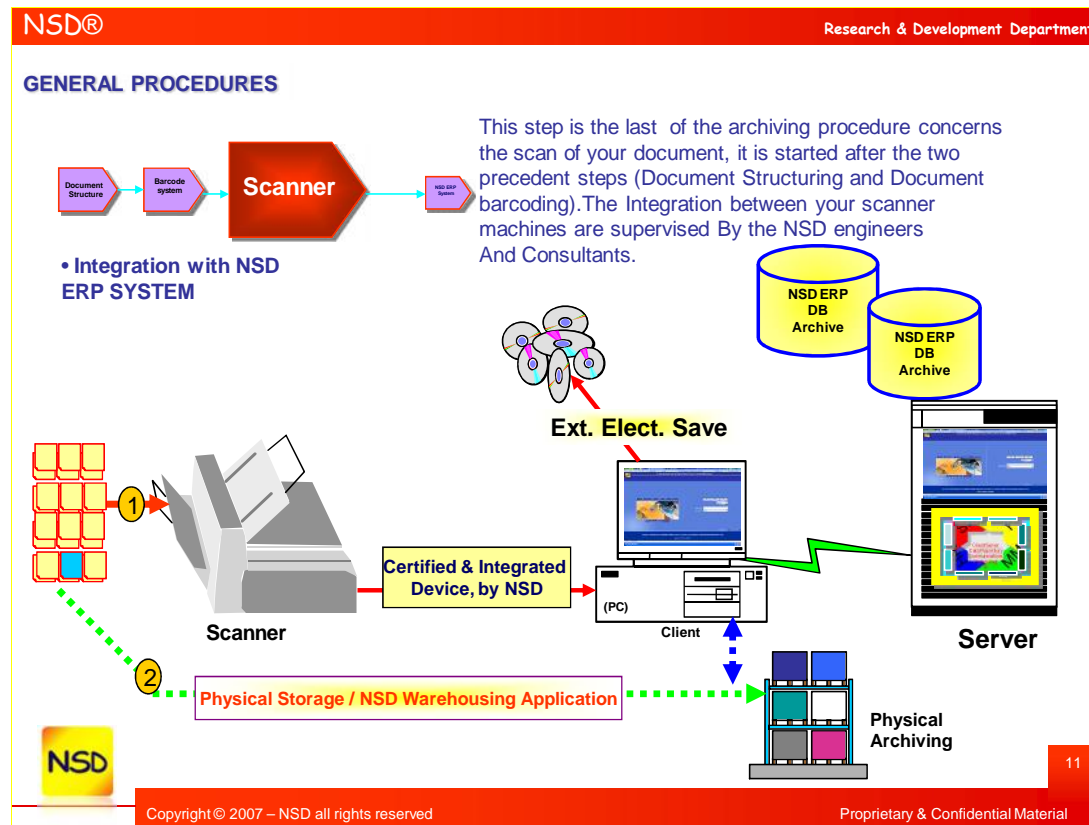 NSD®
Research & Development Department
GENERAL PROCEDURES
Document
Structure
Barcode
system
Scanner
NSD ERP
System
This step is the last of the archiving procedure concerns
the scan of your document, it is started after the two
precedent steps (Document Structuring and Document
barcoding).The Integration between your scanner
machines are supervised By the NSD engineers
And Consultants.
• Integration with NSD
ERP SYSTEM
NSD ERP
DB
Archive
NSD ERP
DB
Archive
Ext. Elect. Save
1
Certified & Integrated
Device, by NSD
(PC)
Client
Scanner
Server
2
Physical Storage / NSD Warehousing Application
Physical
Archiving
NSD
11
Copyright © 2007 – NSD all rights reserved
Proprietary & Confidential Material